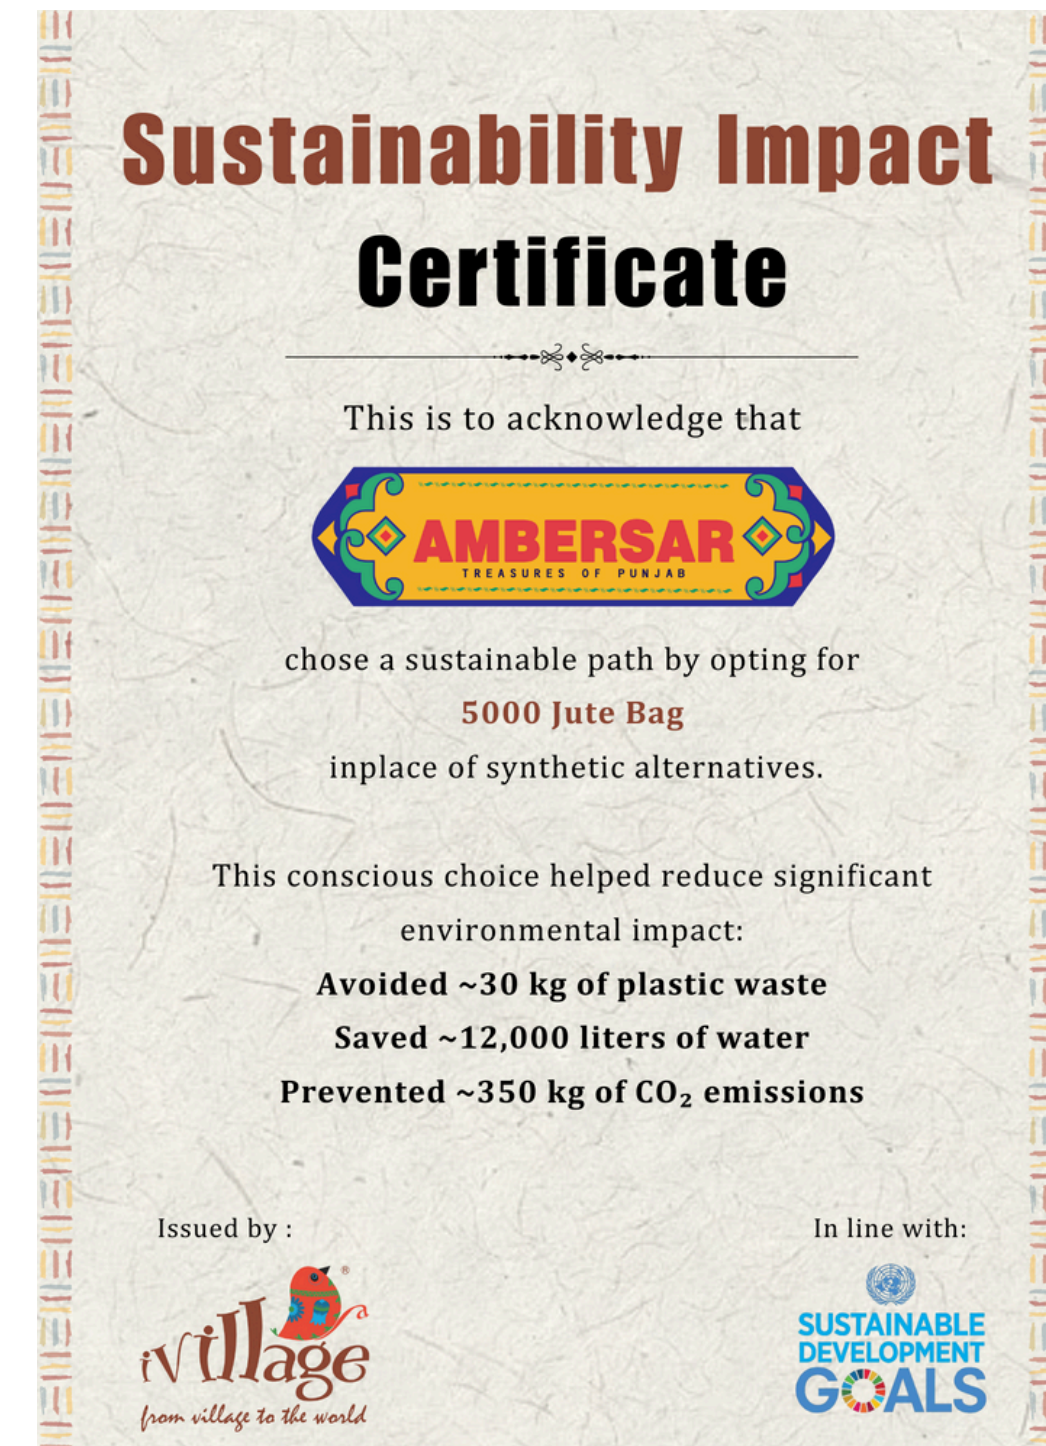 Sustainability Impact
Certificate
This is to acknowledge that
AMBERSAR
TREASURES OF PUNJAB
chose a sustainable path by opting for
5000 Jute Bag
inplace of synthetic alternatives.
This conscious choice helped reduce significant
environmental impact:
Avoided ~30 kg of plastic waste
Saved ~12,000 liters of water
Prevented ~350 kg of CO₂ emissions
Issued by :
In line with:
iVillage ®
from village to the world
SUSTAINABLE
DEVELOPMENT
GOALS